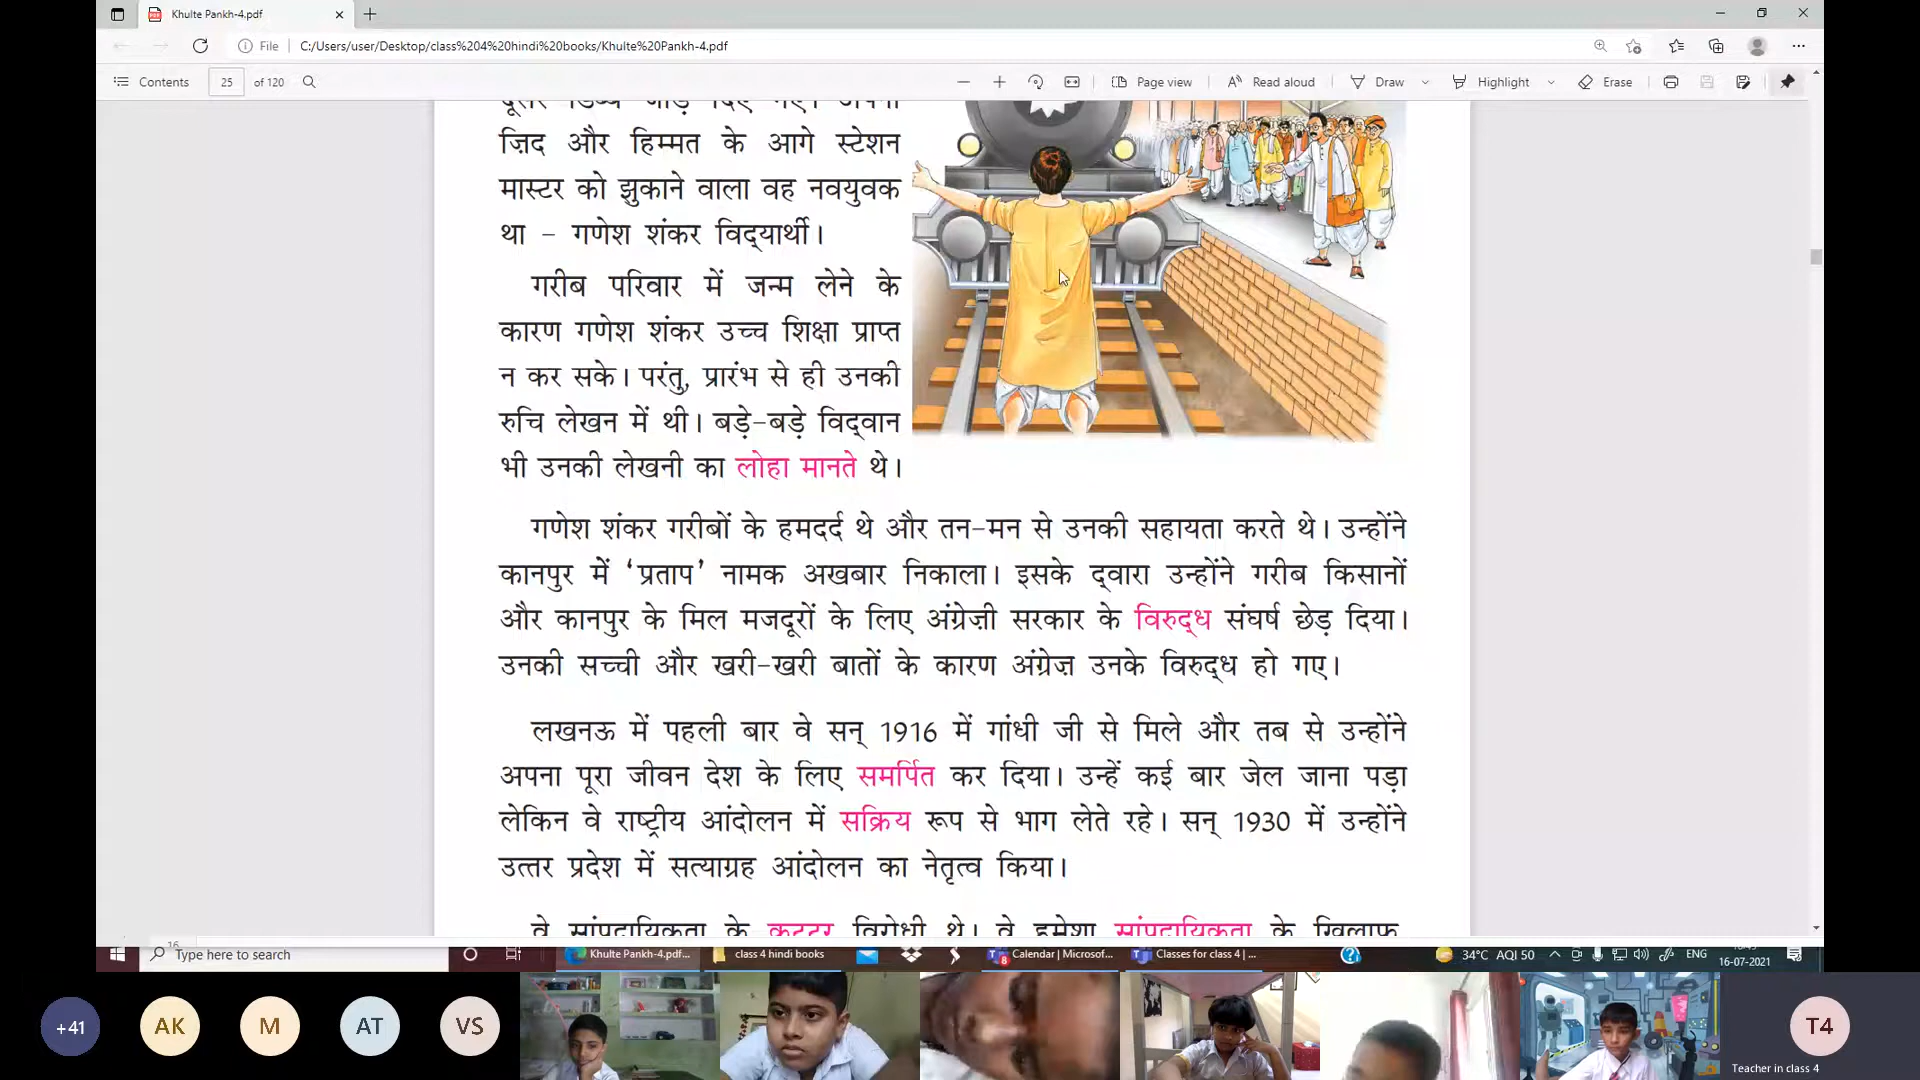 Khulte Pankh-4.pdf
File C:/Users/user/Desktop/class%204%20hindi%20books/Khulte%20Pankh-4.pdf
Contents 25 of 120 Page view Read aloud Draw Highlight Erase
ज़िद और हिम्मत के आगे स्टेशन
मास्टर को झुकाने वाला वह नवयुवक
था – गणेश शंकर विद्‌यार्थी।
गरीब परिवार में जन्म लेने के
कारण गणेश शंकर उच्च शिक्षा प्राप्त
न कर सके। परंतु, प्रारंभ से ही उनकी
रुचि लेखन में थी। बड़े-बड़े विद्‌वान
भी उनकी लेखनी का लोहा मानते थे।
गणेश शंकर गरीबों के हमदर्द थे और तन-मन से उनकी सहायता करते थे। उन्होंने
कानपुर में ‘प्रताप’ नामक अखबार निकाला। इसके द्‌वारा उन्होंने गरीब किसानों
और कानपुर के मिल मजदूरों के लिए अंग्रेज़ी सरकार के विरुद्‌ध संघर्ष छेड़ दिया।
उनकी सच्ची और खरी-खरी बातों के कारण अंग्रेज़ उनके विरुद्‌ध हो गए।
लखनऊ में पहली बार वे सन् 1916 में गांधी जी से मिले और तब से उन्होंने
अपना पूरा जीवन देश के लिए समर्पित कर दिया। उन्हें कई बार जेल जाना पड़ा
लेकिन वे राष्ट्रीय आंदोलन में सक्रिय रूप से भाग लेते रहे। सन् 1930 में उन्होंने
उत्तर प्रदेश में सत्याग्रह आंदोलन का नेतृत्व किया।
वे सांप्रदायिकता के कट्टर विरोधी थे। वे हमेशा सांप्रदायिकता के खिलाफ
Type here to search Khulte Pankh-4.pdf... class 4 hindi books Calendar | Microsof... Classes for class 4 | ... 34°C AQI 50 ENG
16-07-2021
+41 AK M AT VS T4
Teacher in class 4